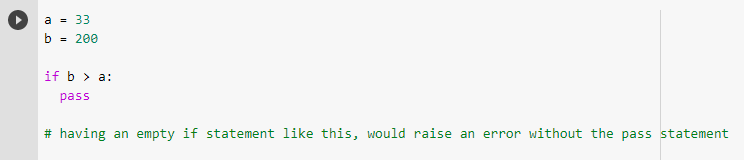 a = 33
b = 200
if b > a:
pass
# having an empty if statement like this, would raise an error without the pass statement